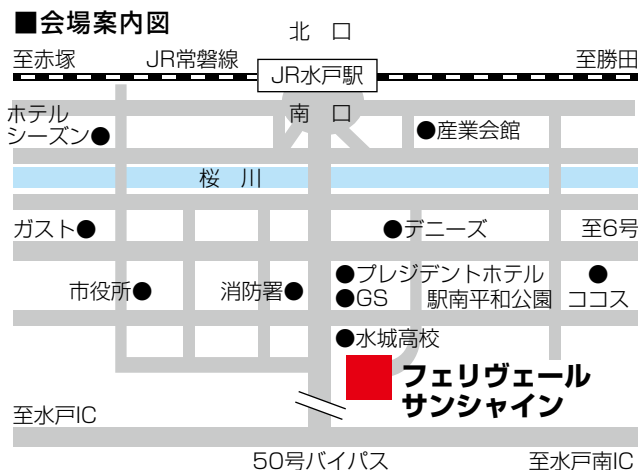 ■会場案内図
北 口
至赤塚 JR常磐線 至勝田
JR水戸駅
南 口
ホテル
シーズン●
●産業会館
桜 川
ガスト● ●デニーズ 至6号
●プレジデントホテル ●
市役所● 消防署● ●GS 駅南平和公園 ココス
●水城高校
フェリヴェール
サンシャイン
至水戸IC
50号バイパス 至水戸南IC